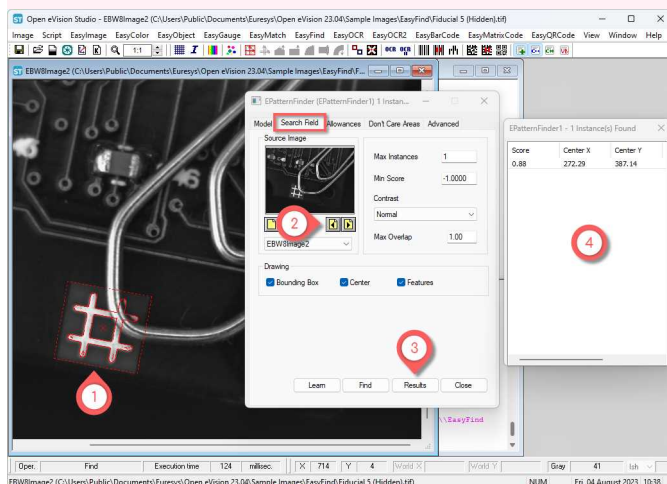 Open eVision Studio - EBW8Image2 (C:\Users\Public\Documents\Euresys\Open eVision 23.04\Sample Images\EasyFind\Fiducial 5 (Hidden).tif)
Image Script EasyImage EasyColor EasyObject EasyGauge EasyMatch EasyFind EasyOCR EasyOCR2 EasyBarCode EasyMatrixCode EasyQRCode View Window Help
1:1
EBW8Image2 (C:\Users\Public\Documents\Euresys\Open eVision 23.04\Sample Images\EasyFind\F...
EPatternFinder (EPatternFinder1) 1 Instan...
Model Search Field Allowances Don't Care Areas Advanced
Source Image
Max Instances 1
Min Score -1.0000
Contrast
Normal
Max Overlap 1.00
2
EBW8Image2
Drawing
Bounding Box Center Features
3
Learn Find Results Close
EPatternFinder1 - 1 Instance(s) Found
Score Center X Center Y
0.88 272.29 387.14
4
1
\\EasyFind
Oper. Find Execution time 124 millisec. X 714 Y 4 World X World Y Gray 41 lsh
EBW8Image2 (C:\Users\Public\Documents\Euresys\Open eVision 23.04\Sample Images\EasyFind\Fiducial 5 (Hidden).tif) NUM Fri, 04 August 2023 10:38